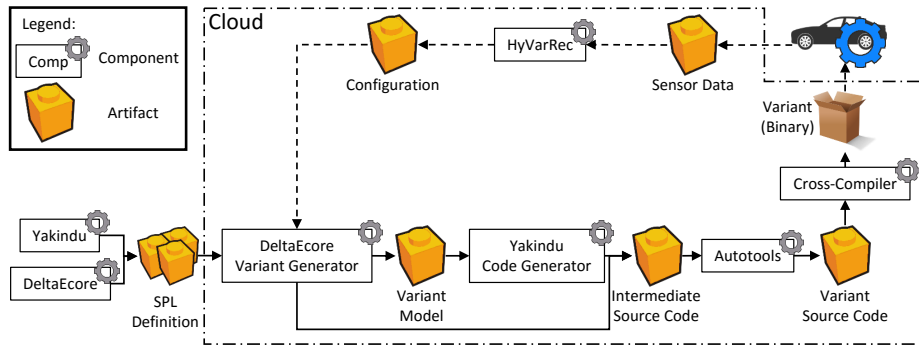 Legend:
Comp
Component
Artifact
Cloud
Configuration
HyVarRec
Sensor Data
Variant
(Binary)
Cross-Compiler
Yakindu
DeltaEcore
SPL
Definition
DeltaEcore
Variant Generator
Variant
Model
Yakindu
Code Generator
Intermediate
Source Code
Autotools
Variant
Source Code